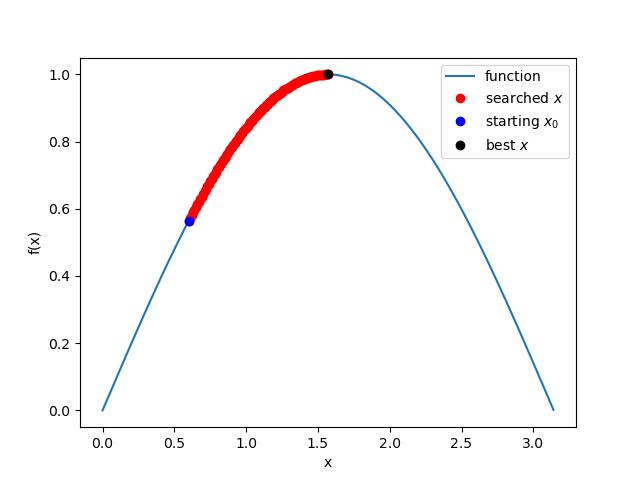 function
searched x
starting x₀
best x
1.0
0.8
0.6
0.4
0.2
0.0
f(x)
0.0 0.5 1.0 1.5 2.0 2.5 3.0
x